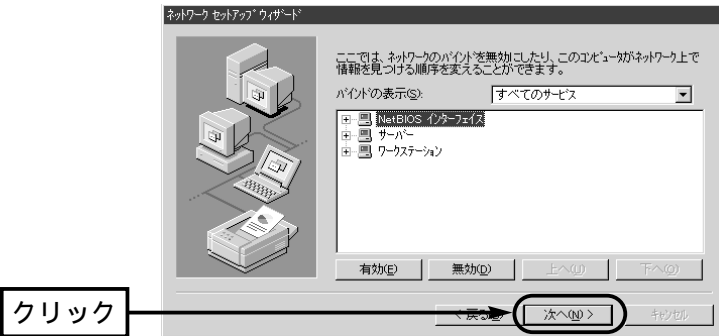 ネットワーク セットアップ ウィザード
ここでは、ネットワークのバインドを無効にしたり、このコンピュータがネットワーク上で
情報を見つける順序を変えることができます。
バインドの表示(S):
すべてのサービス
NetBIOS インターフェイス
サーバー
ワークステーション
有効(E)
無効(D)
上へ(U)
下へ(O)
クリック
< 戻る(B)
次へ(N) >
キャンセル